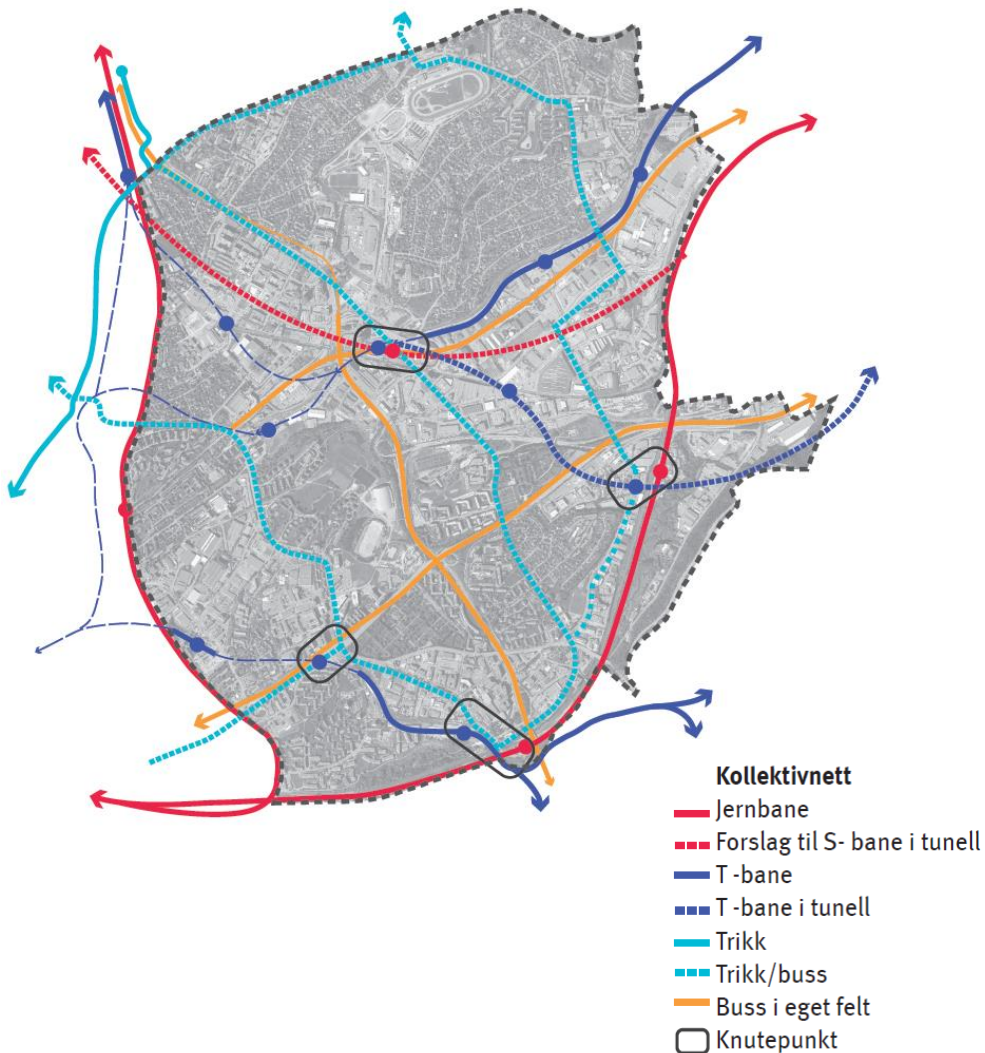 Kollektivnett
Jernbane
Forslag til S- bane i tunell
T -bane
T -bane i tunell
Trikk
Trikk/buss
Buss i eget felt
Knutepunkt